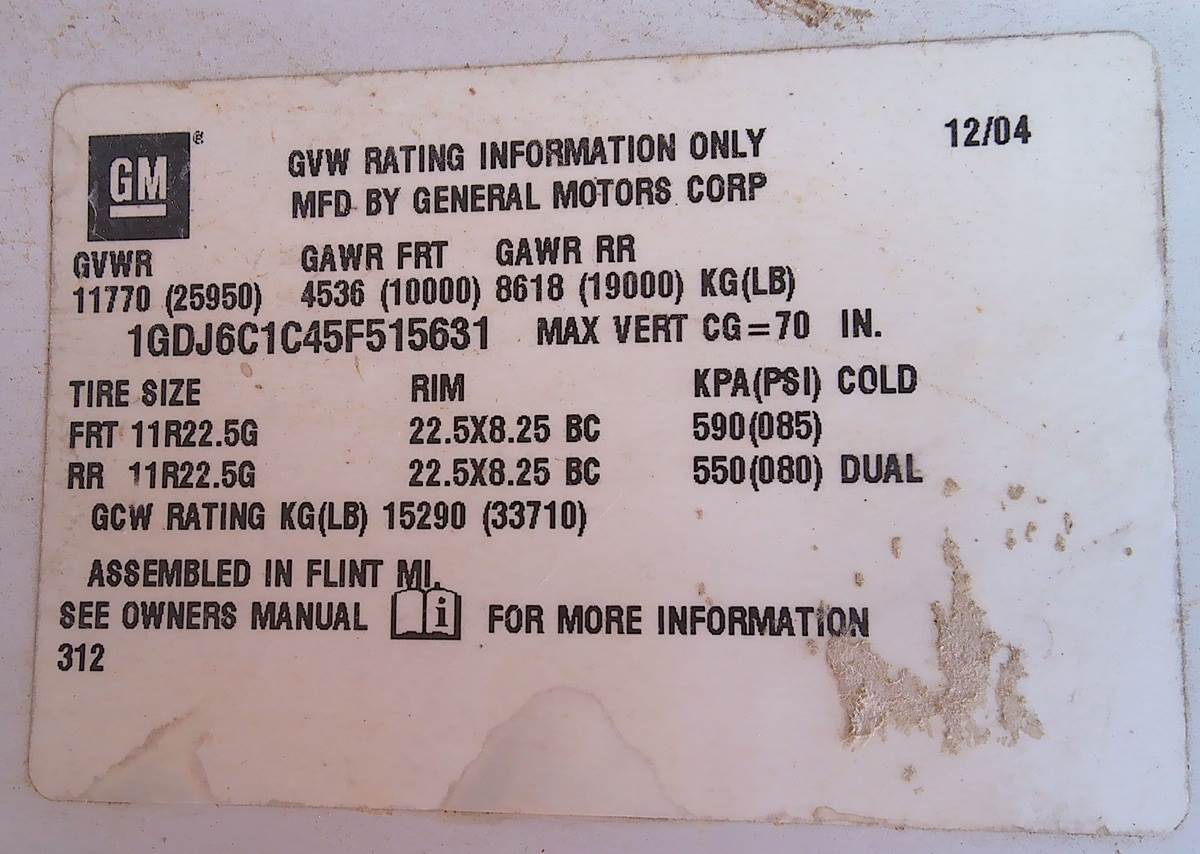 GM ®
GVW RATING INFORMATION ONLY 12/04
MFD BY GENERAL MOTORS CORP
GVWR GAWR FRT GAWR RR
11770 (25950) 4536 (10000) 8618 (19000) KG(LB)
1GDJ6C1C45F515631 MAX VERT CG=70 IN.
TIRE SIZE RIM KPA(PSI) COLD
FRT 11R22.5G 22.5X8.25 BC 590(085)
RR 11R22.5G 22.5X8.25 BC 550(080) DUAL
GCW RATING KG(LB) 15290 (33710)
ASSEMBLED IN FLINT MI.
SEE OWNERS MANUAL i FOR MORE INFORMATION
312